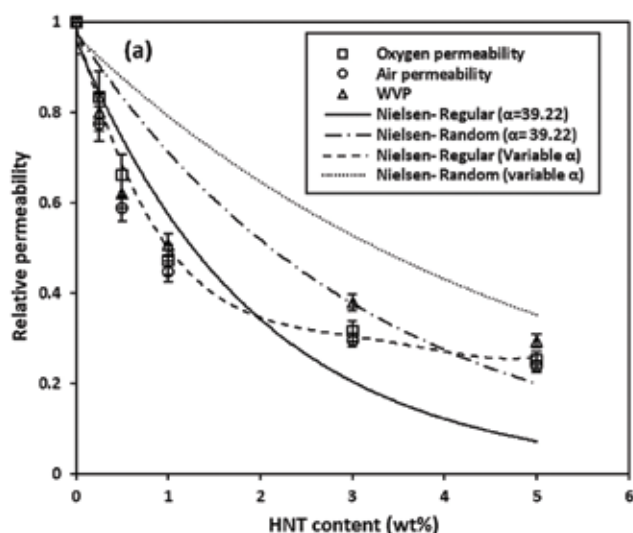 (a)
Oxygen permeability
Air permeability
WVP
Nielsen- Regular (α=39.22)
Nielsen- Random (α= 39.22)
Nielsen- Regular (Variable α)
Nielsen- Random (variable α)
Relative permeability
1
0.8
0.6
0.4
0.2
0
0 1 2 3 4 5 6
HNT content (wt%)